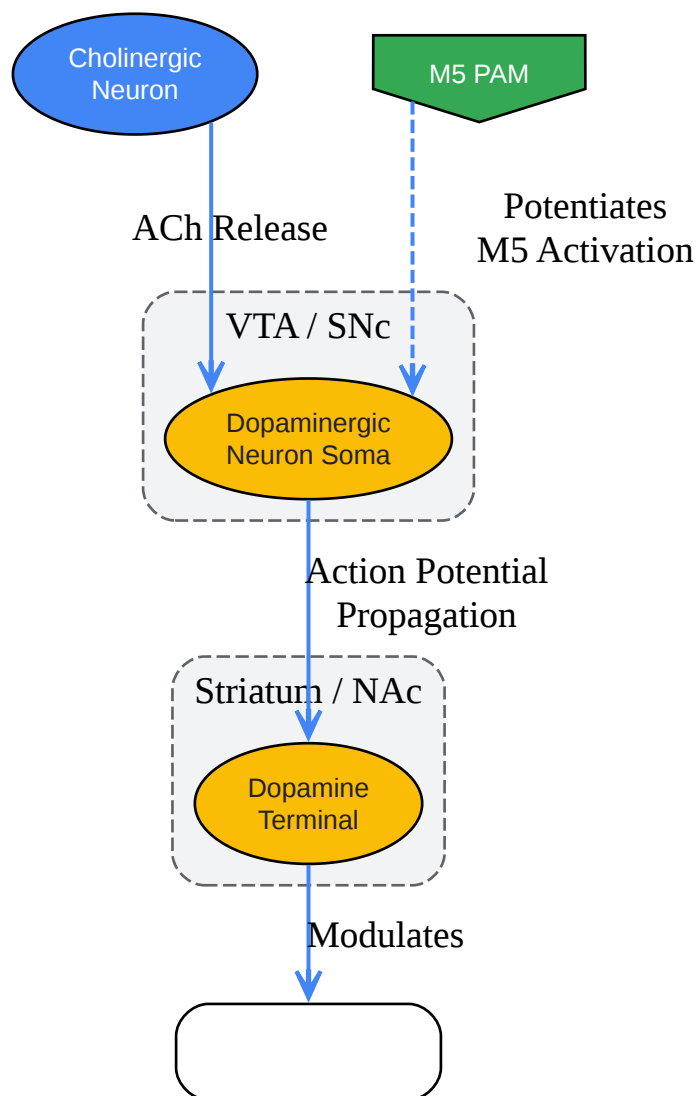 Cholinergic
Neuron
M5 PAM
ACh Release
Potentiates
M5 Activation
VTA / SNc
Dopaminergic
Neuron Soma
Action Potential
Propagation
Striatum / NAc
Dopamine
Terminal
Modulates